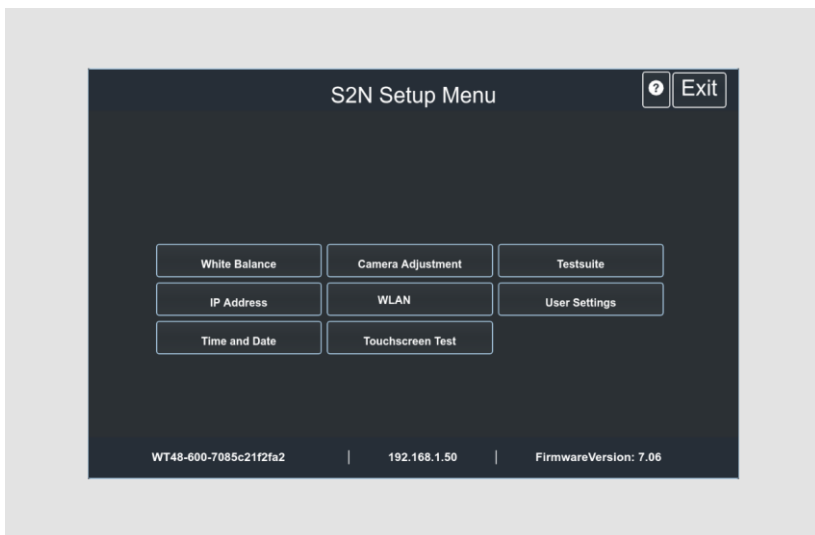 S2N Setup Menu
? Exit
White Balance Camera Adjustment Testsuite
IP Address WLAN User Settings
Time and Date Touchscreen Test
WT48-600-7085c21f2fa2 | 192.168.1.50 | FirmwareVersion: 7.06